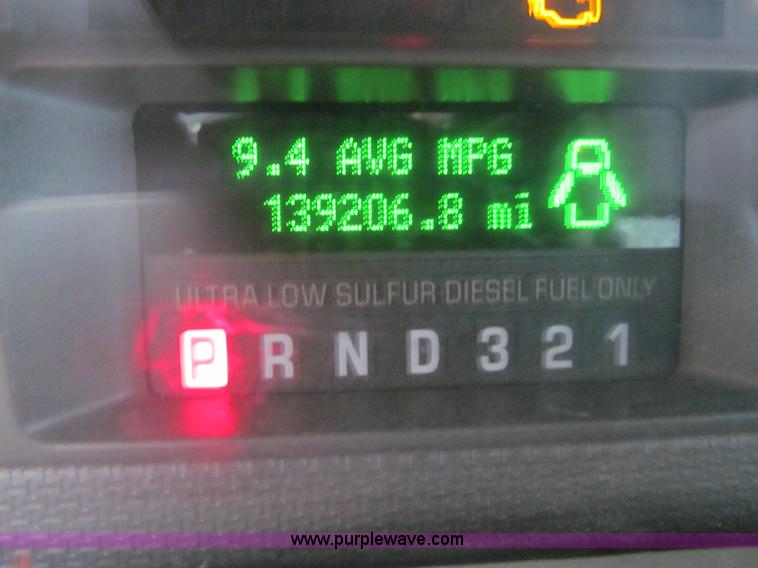 9.4 AVG MPG
139206.8 mi
ULTRA LOW SULFUR DIESEL FUEL ONLY
P R N D 3 2 1
www.purplewave.com